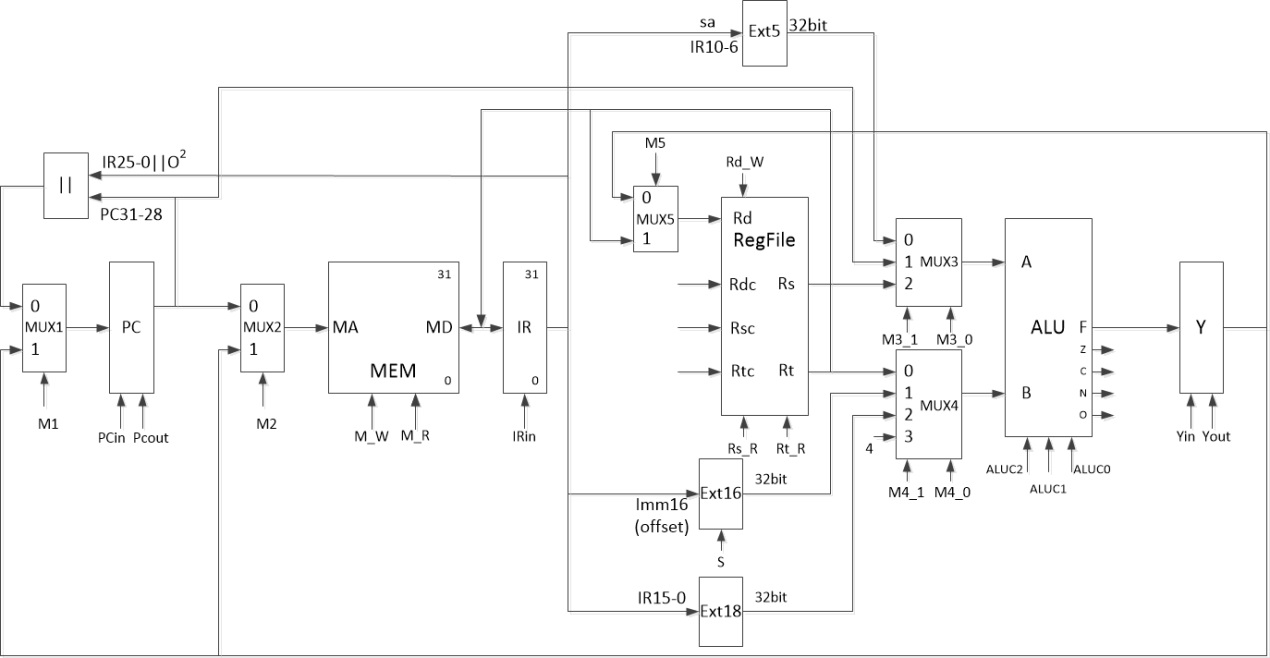 sa
Ext5
32bit
IR10-6
IR25-0||O2
||
PC31-28
M5
Rd_W
0
MUX5
1
Rd
RegFile
Rdc
Rs
Rsc
Rtc
Rt
Rs_R
Rt_R
0
MUX1
1
M1
PC
PCin
Pcout
0
MUX2
1
M2
31
MA
MD
MEM
0
M_W
M_R
31
IR
0
IRin
0
1
MUX3
2
M3_1
M3_0
0
1
MUX4
2
3
4
M4_1
M4_0
A
ALU
F
Z
C
B
N
O
ALUC2
ALUC1
ALUC0
Y
Yin
Yout
Imm16
(offset)
Ext16
32bit
S
IR15-0
Ext18
32bit